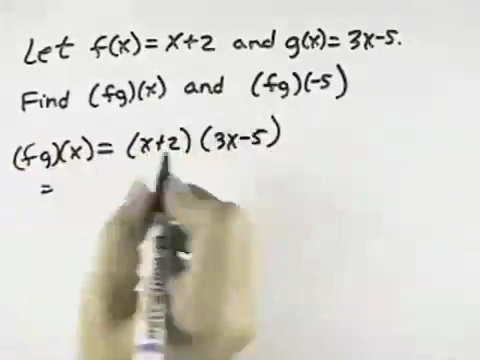 Let f(x) = x+2 and g(x) = 3x-5.
Find (fg)(x) and (fg)(-5)
(fg)(x) = (x+2) (3x-5)
=